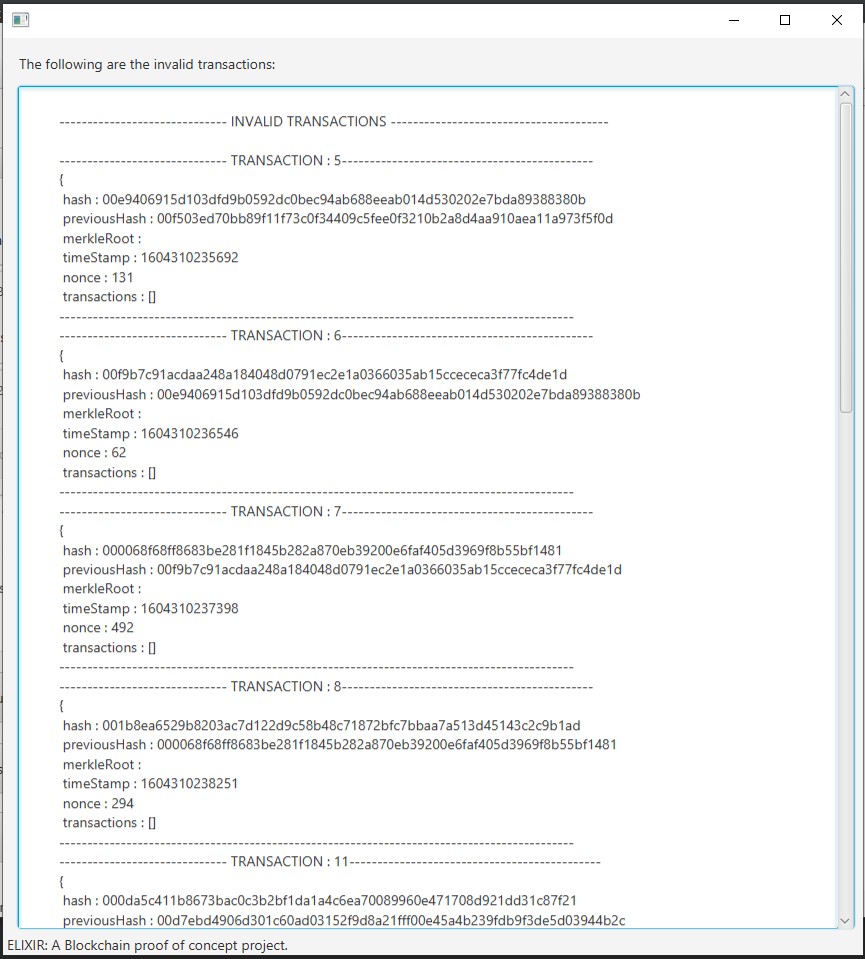 The following are the invalid transactions:
------------------------------ INVALID TRANSACTIONS ---------------------------------------
------------------------------ TRANSACTION : 5---------------------------------------------
{
hash : 00e9406915d103dfd9b0592dc0bec94ab688eeab014d530202e7bda89388380b
previousHash : 00f503ed70bb89f11f73c0f34409c5fee0f3210b2a8d4aa910aea11a973f5f0d
merkleRoot :
timeStamp : 1604310235692
nonce : 131
transactions : []
--------------------------------------------------------------------------------------------
------------------------------ TRANSACTION : 6---------------------------------------------
{
hash : 00f9b7c91acdaa248a184048d0791ec2e1a0366035ab15ccececa3f77fc4de1d
previousHash : 00e9406915d103dfd9b0592dc0bec94ab688eeab014d530202e7bda89388380b
merkleRoot :
timeStamp : 1604310236546
nonce : 62
transactions : []
--------------------------------------------------------------------------------------------
------------------------------ TRANSACTION : 7---------------------------------------------
{
hash : 000068f68ff8683be281f1845b282a870eb39200e6faf405d3969f8b55bf1481
previousHash : 00f9b7c91acdaa248a184048d0791ec2e1a0366035ab15ccececa3f77fc4de1d
merkleRoot :
timeStamp : 1604310237398
nonce : 492
transactions : []
--------------------------------------------------------------------------------------------
------------------------------ TRANSACTION : 8---------------------------------------------
{
hash : 001b8ea6529b8203ac7d122d9c58b48c71872bfc7bbaa7a513d45143c2c9b1ad
previousHash : 000068f68ff8683be281f1845b282a870eb39200e6faf405d3969f8b55bf1481
merkleRoot :
timeStamp : 1604310238251
nonce : 294
transactions : []
--------------------------------------------------------------------------------------------
------------------------------ TRANSACTION : 11---------------------------------------------
{
hash : 000da5c411b8673bac0c3b2bf1da1a4c6ea70089960e471708d921dd31c87f21
previousHash : 00d7ebd4906d301c60ad03152f9d8a21fff00e45a4b239fdb9f3de5d03944b2c
ELIXIR: A Blockchain proof of concept project.